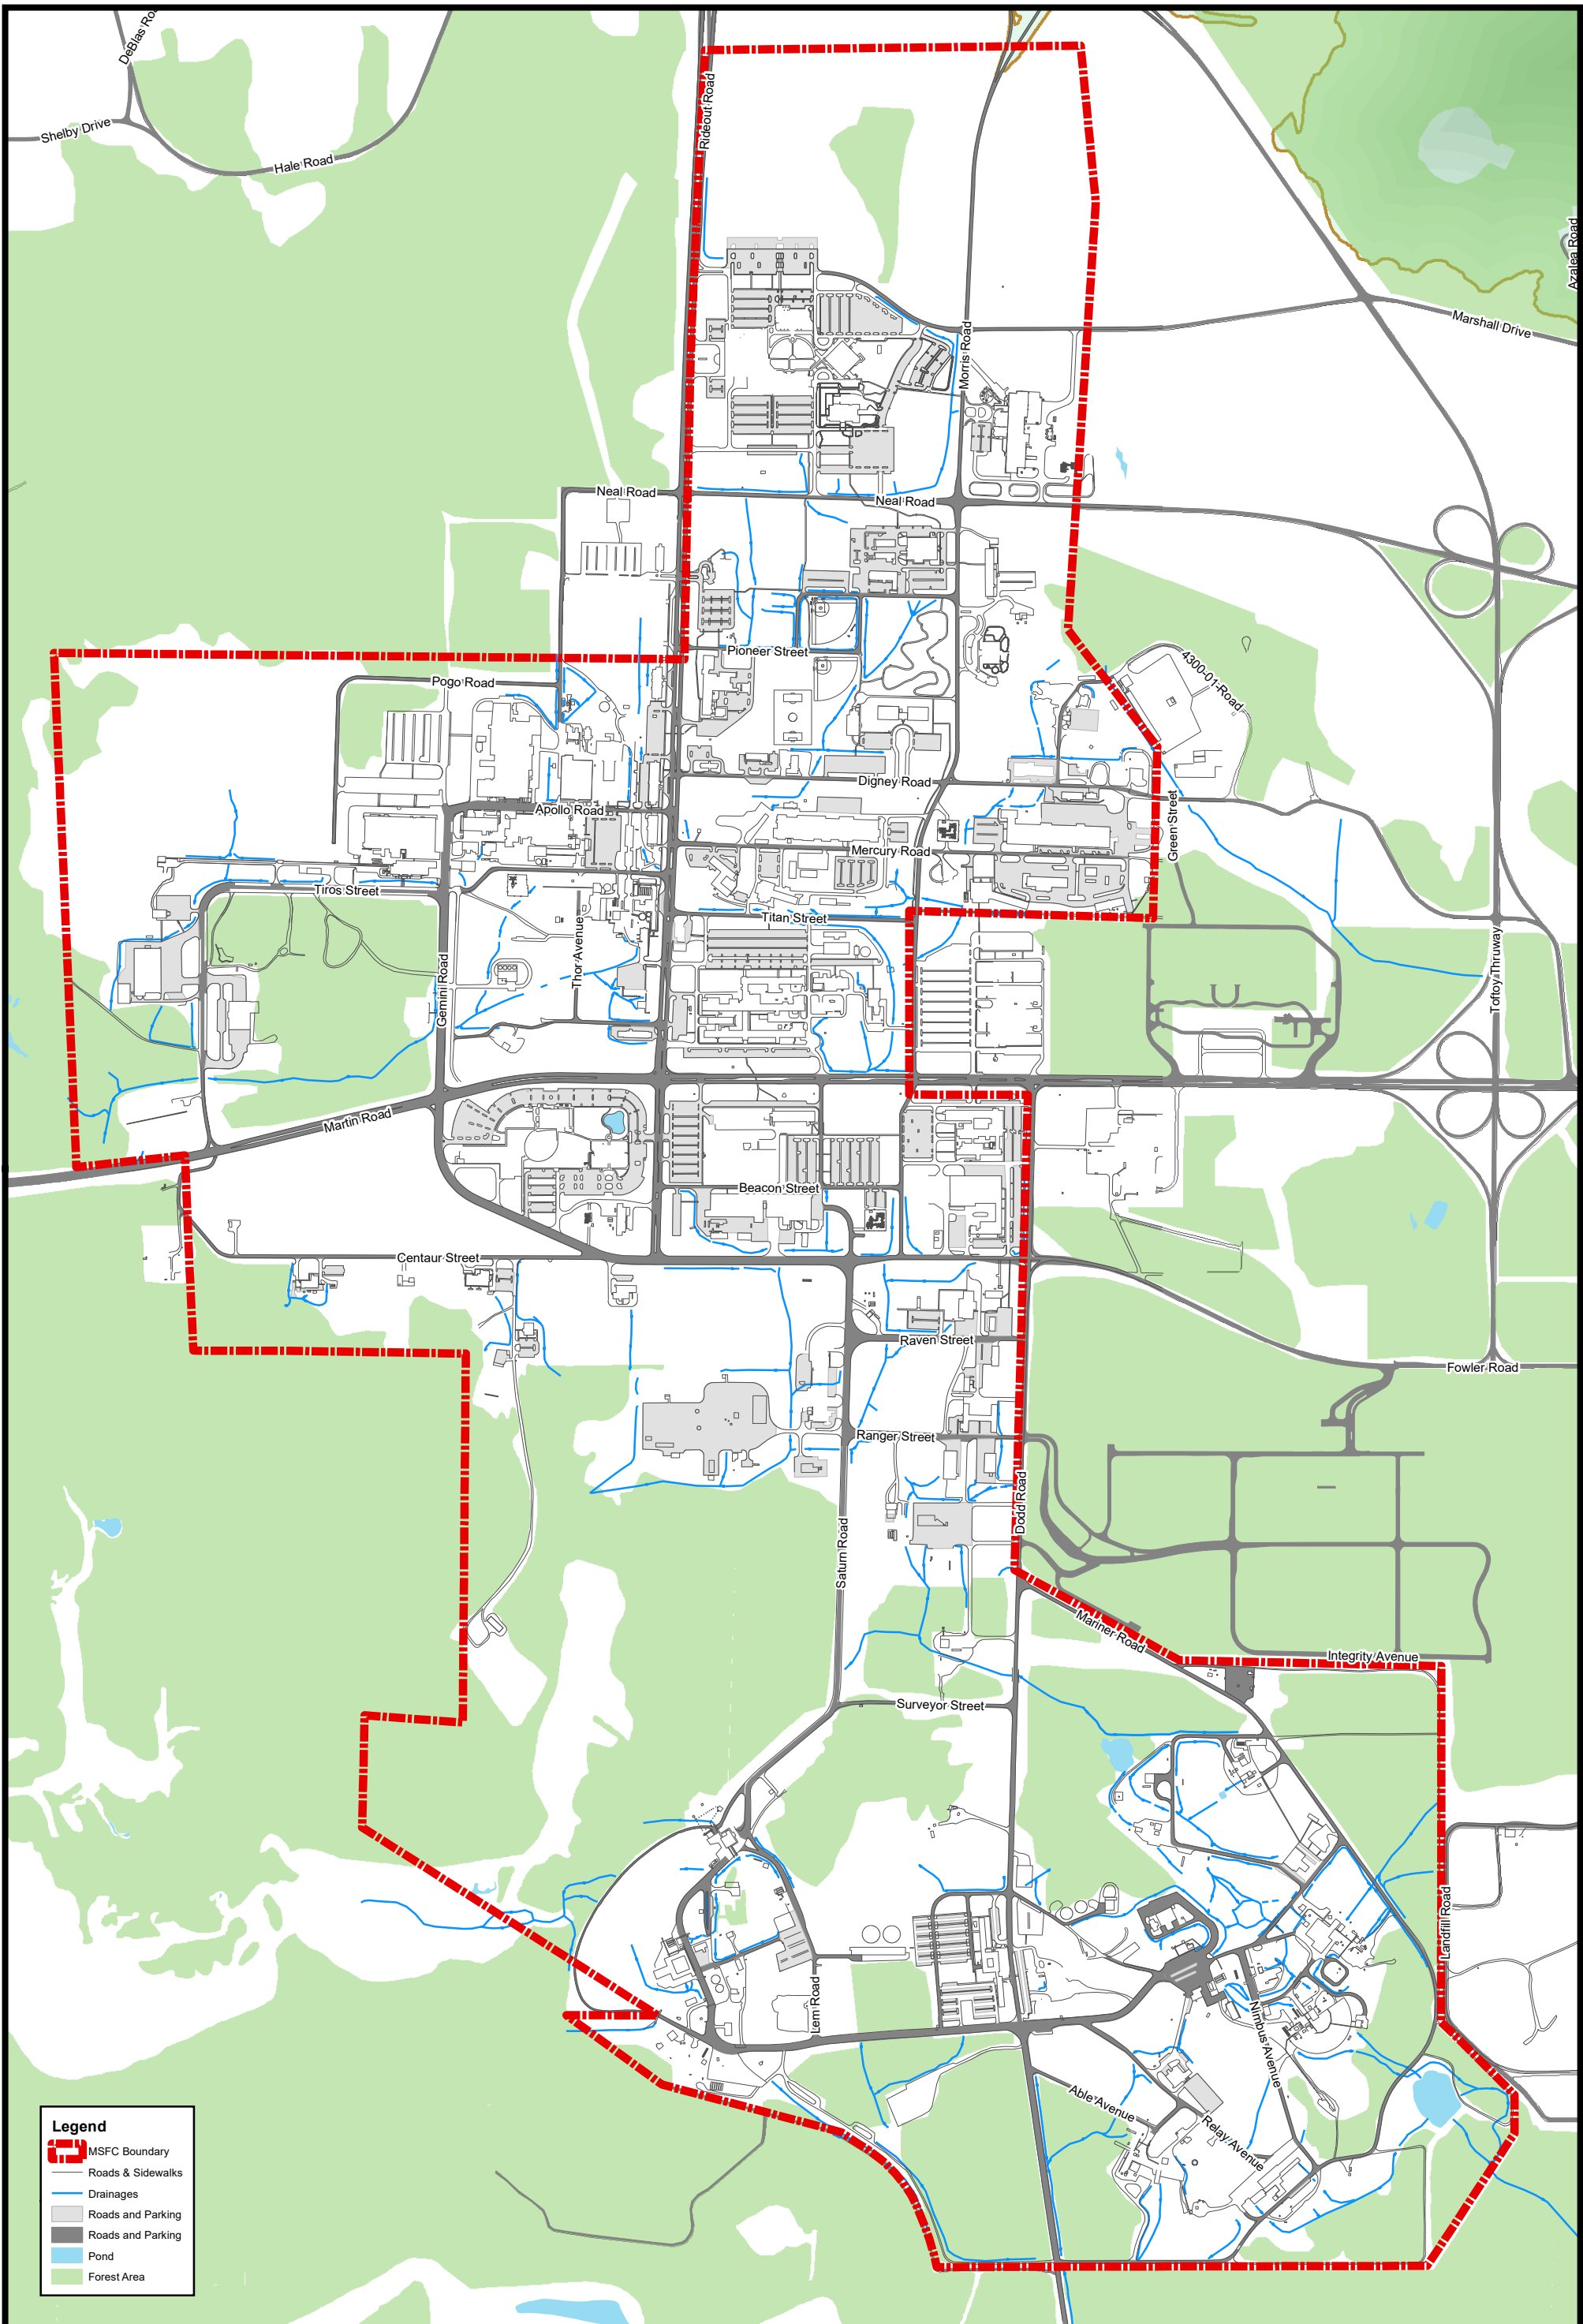 DeBlas Ro
Shelby Drive
Hale Road
Rideout Road
Azalea Road
Marshall Drive
Morris Road
Neal Road
Neal Road
Pioneer Street
4300-01 Road
Pogo Road
Digney Road
Apollo Road
Green Street
Mercury Road
Tiros Street
Titan Street
Thor Avenue
Gemini Road
Toftoy Thruway
Martin Road
Beacon Street
Centaur Street
Raven Street
Fowler Road
Ranger Street
Dodd Road
Saturn Road
Mariner Road
Integrity Avenue
Surveyor Street
Landfill Road
Lem Road
Nimbus Avenue
Able Avenue
Relay Avenue
Legend
MSFC Boundary
Roads & Sidewalks
Drainages
Roads and Parking
Roads and Parking
Pond
Forest Area